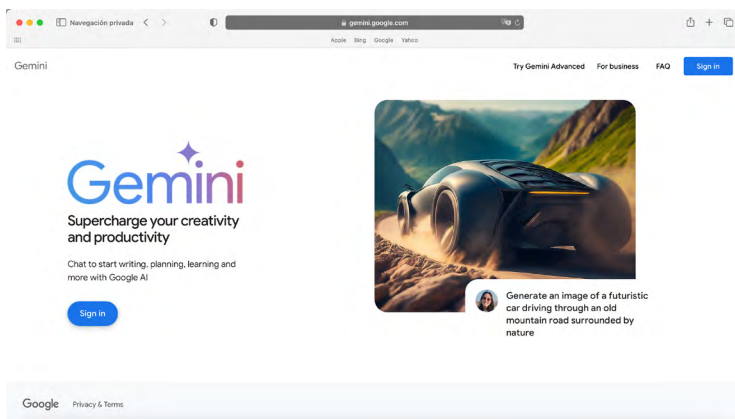 Navegación privada
gemini.google.com
Apple Bing Google Yahoo
Gemini
Try Gemini Advanced For business FAQ Sign in
Gemini
Supercharge your creativity
and productivity
Chat to start writing, planning, learning and
more with Google AI
Sign in
Generate an image of a futuristic
car driving through an old
mountain road surrounded by
nature
Google Privacy & Terms